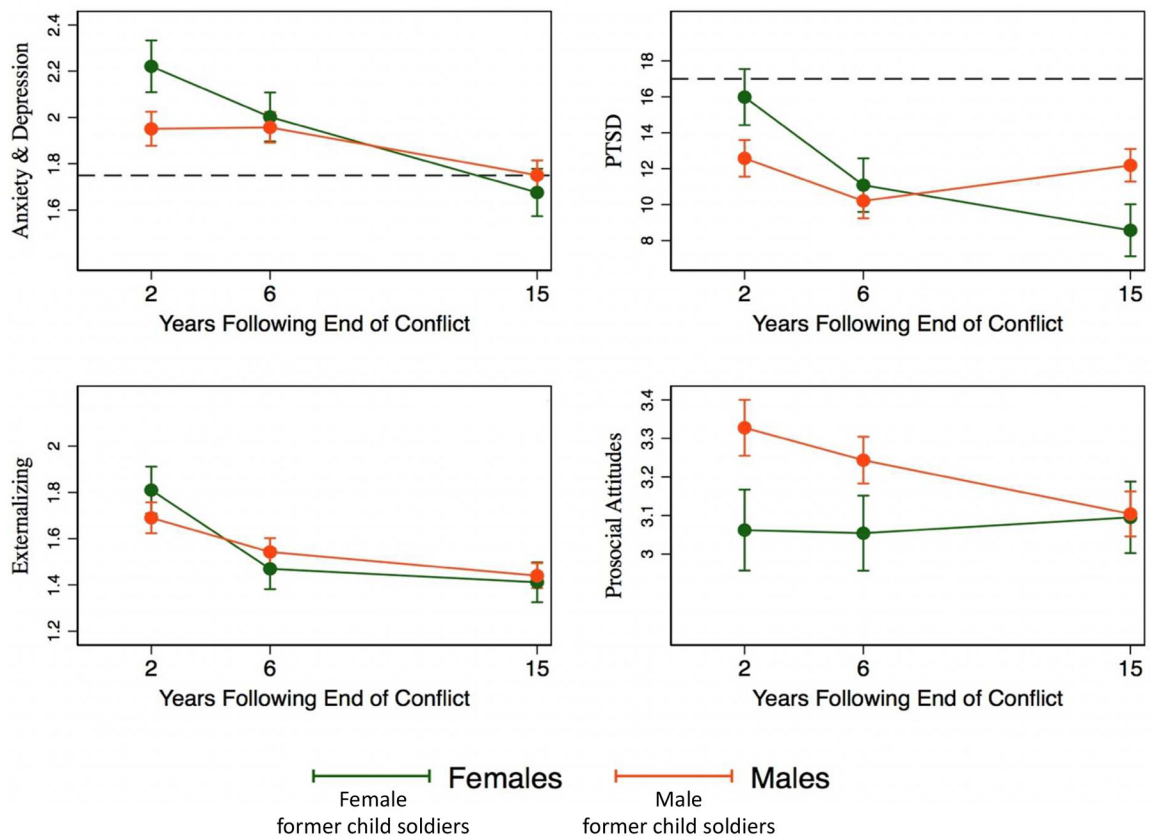 Anxiety & Depression
2.4
2.2
2
1.8
1.6
2
6
15
Years Following End of Conflict
PTSD
18
16
14
12
10
8
2
6
15
Years Following End of Conflict
Externalizing
2
1.8
1.6
1.4
1.2
2
6
15
Years Following End of Conflict
Prosocial Attitudes
3.4
3.3
3.2
3.1
3
2
6
15
Years Following End of Conflict
Females
Female
former child soldiers
Males
Male
former child soldiers